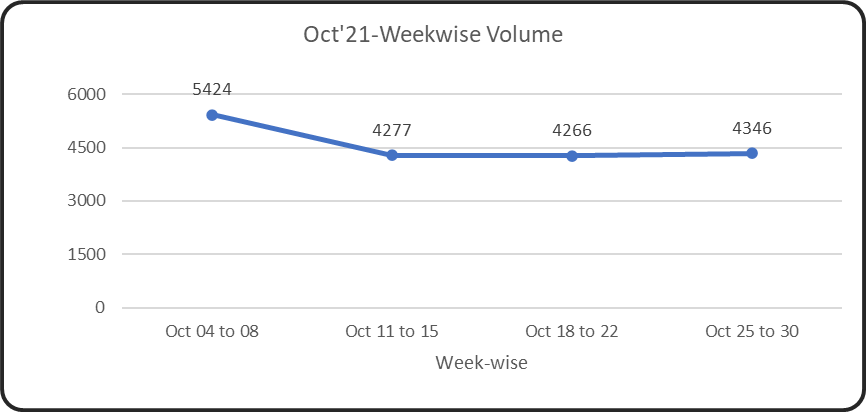 Oct'21-Weekwise Volume
6000
4500
3000
1500
0
5424
4277
4266
4346
Oct 04 to 08
Oct 11 to 15
Oct 18 to 22
Oct 25 to 30
Week-wise